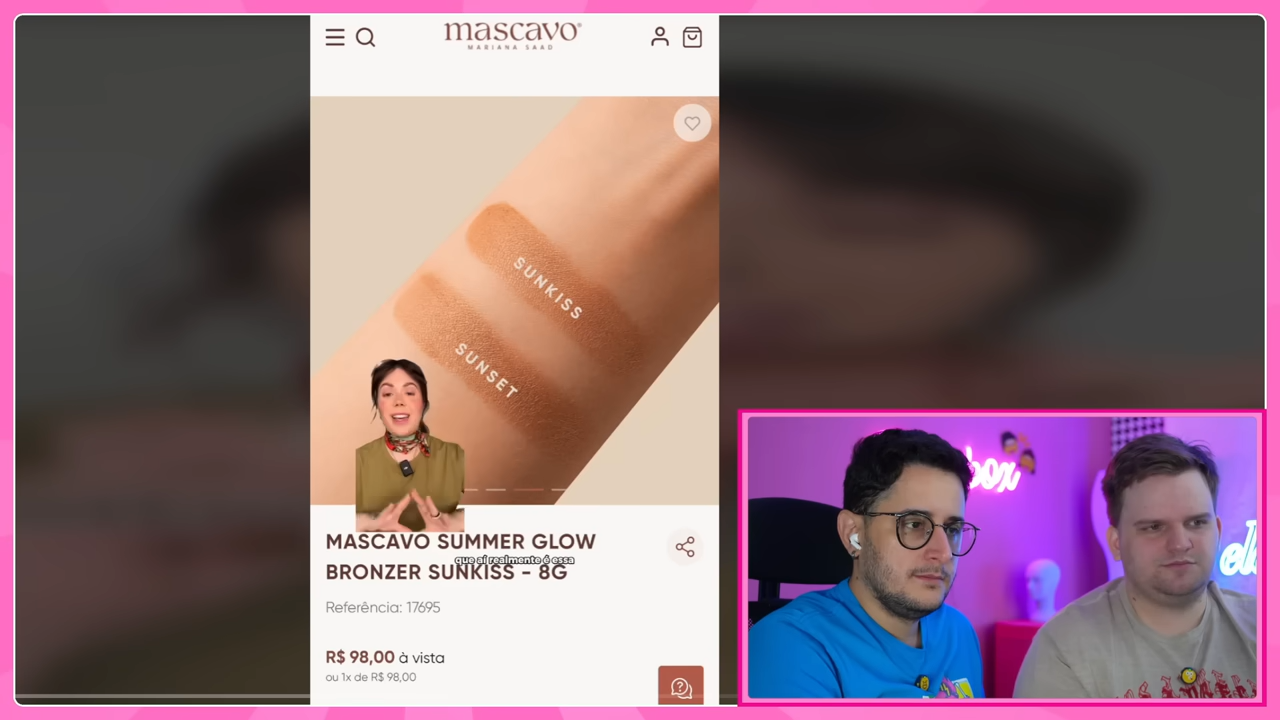 mascavo
MARIANA SAAD
SUNKISS
SUNSET
MASCAVO SUMMER GLOW
que aí realmente é essa
BRONZER SUNKISS - 8G
Referência: 17695
R$ 98,00 à vista
ou 1x de R$ 98,00